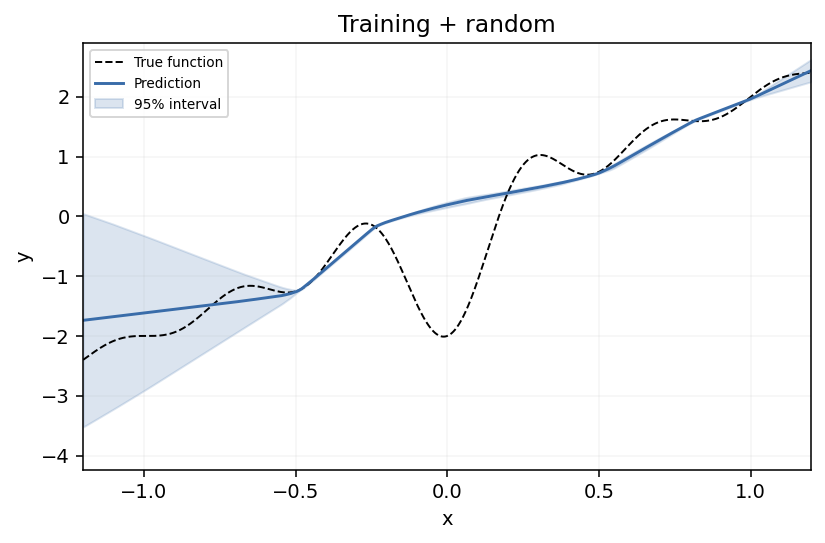 Training + random
True function
Prediction
95% interval
2
1
0
−1
−2
−3
−4
y
−1.0 −0.5 0.0 0.5 1.0
x